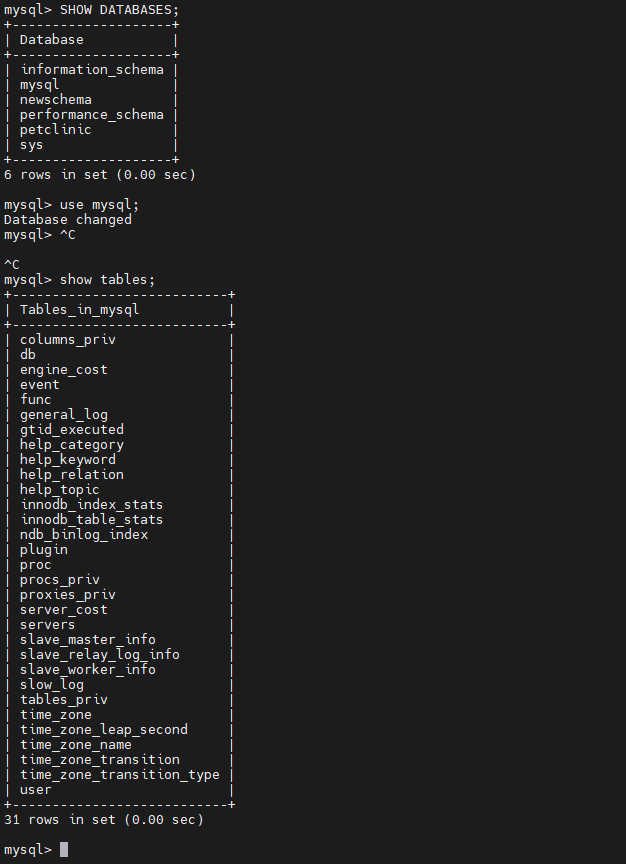 mysql> SHOW DATABASES;
+--------------------+
| Database           |
+--------------------+
| information_schema |
| mysql              |
| newschema          |
| performance_schema |
| petclinic          |
| sys                |
+--------------------+
6 rows in set (0.00 sec)
mysql> use mysql;
Database changed
mysql> ^C
^C
mysql> show tables;
+---------------------------+
| Tables_in_mysql           |
+---------------------------+
| columns_priv              |
| db                        |
| engine_cost               |
| event                     |
| func                      |
| general_log               |
| gtid_executed             |
| help_category             |
| help_keyword              |
| help_relation             |
| help_topic                |
| innodb_index_stats        |
| innodb_table_stats        |
| ndb_binlog_index          |
| plugin                    |
| proc                      |
| procs_priv                |
| proxies_priv              |
| server_cost               |
| servers                   |
| slave_master_info         |
| slave_relay_log_info      |
| slave_worker_info         |
| slow_log                  |
| tables_priv               |
| time_zone                 |
| time_zone_leap_second     |
| time_zone_name            |
| time_zone_transition      |
| time_zone_transition_type |
| user                      |
+---------------------------+
31 rows in set (0.00 sec)
mysql>